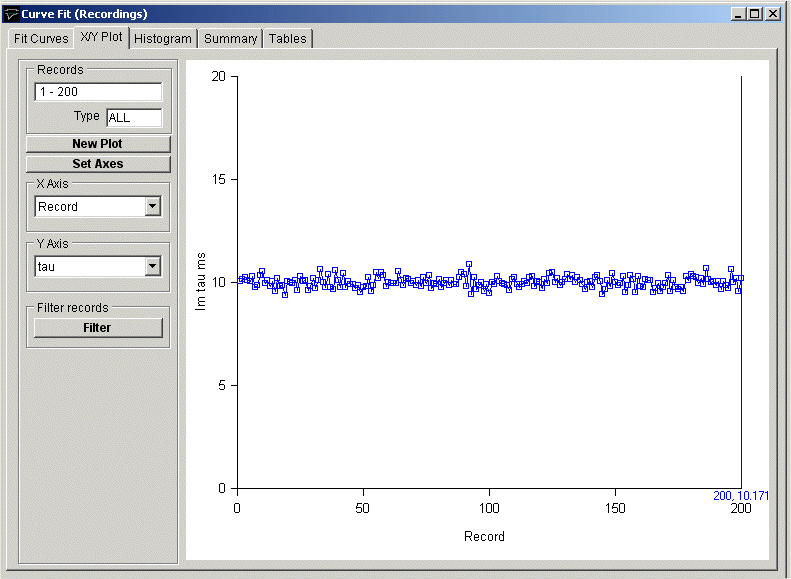 Curve Fit (Recordings)
Fit Curves X/Y Plot Histogram Summary Tables
Records
1 - 200
Type ALL
New Plot
Set Axes
X Axis
Record
Y Axis
tau
Filter records
Filter
20
15
10
5
0
Im tau ms
0 50 100 150 200
200, 10.171
Record